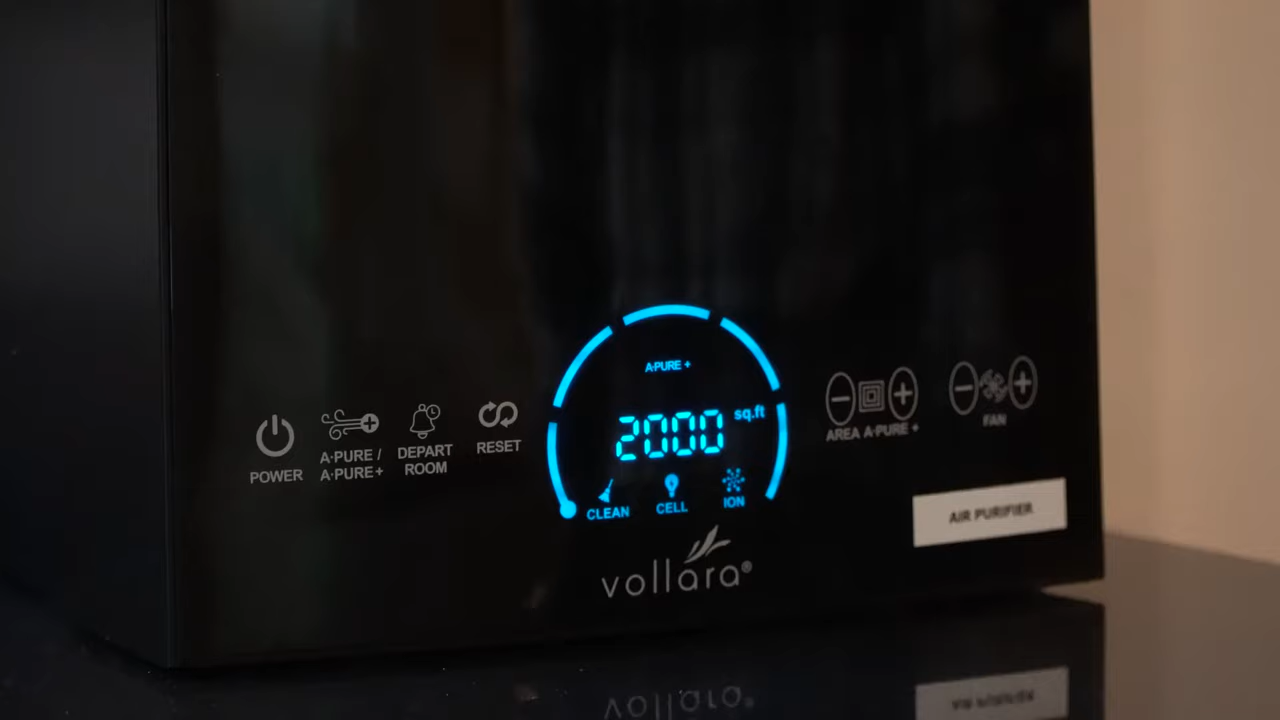 POWER
A·PURE /
A·PURE+
DEPART
ROOM
RESET
A·PURE +
2000 sq.ft
CLEAN
CELL
ION
AREA A·PURE +
FAN
AIR PURIFIER
vollara®